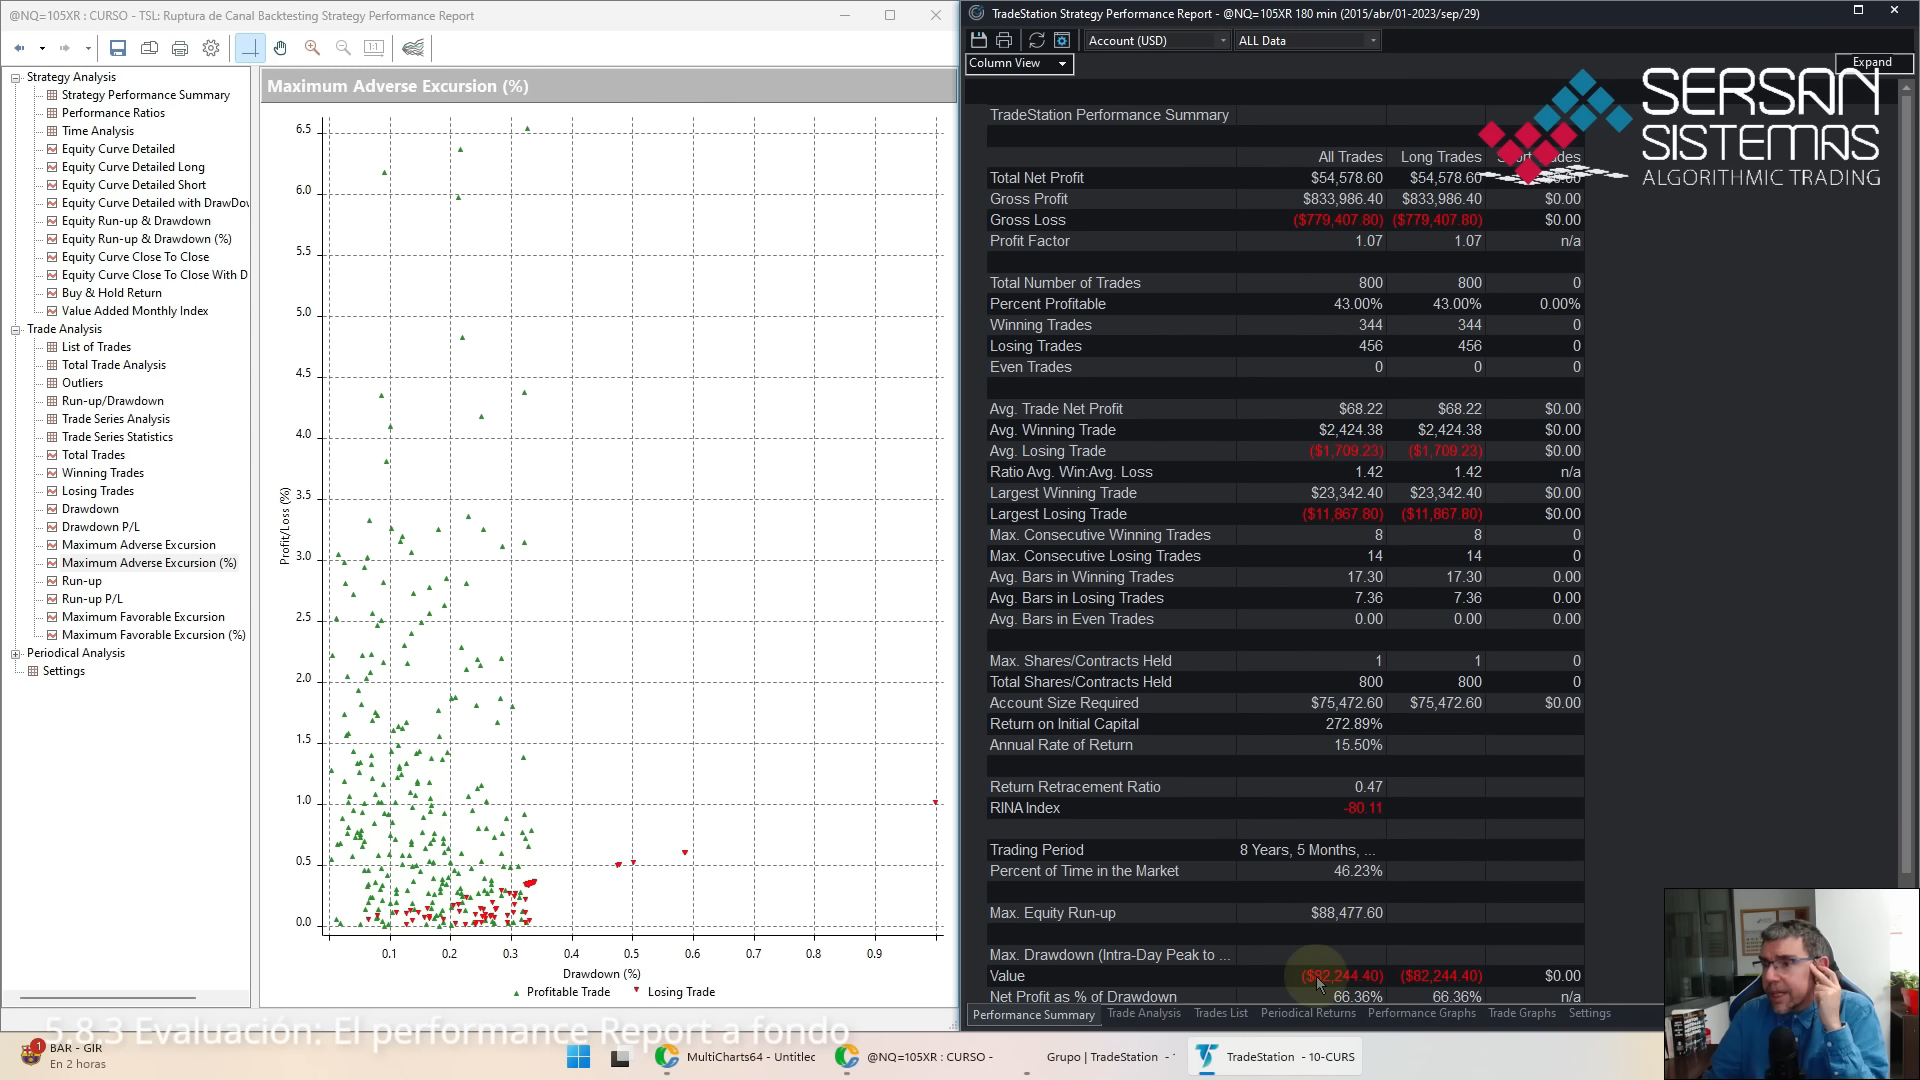 @NQ=105XR : CURSO - TSL: Ruptura de Canal Backtesting Strategy Performance Report
Strategy Analysis
Strategy Performance Summary
Performance Ratios
Time Analysis
Equity Curve Detailed
Equity Curve Detailed Long
Equity Curve Detailed Short
Equity Curve Detailed with DrawDov
Equity Run-up & Drawdown
Equity Run-up & Drawdown (%)
Equity Curve Close To Close
Equity Curve Close To Close With D
Buy & Hold Return
Value Added Monthly Index
Trade Analysis
List of Trades
Total Trade Analysis
Outliers
Run-up/Drawdown
Trade Series Analysis
Trade Series Statistics
Total Trades
Winning Trades
Losing Trades
Drawdown
Drawdown P/L
Maximum Adverse Excursion
Maximum Adverse Excursion (%)
Run-up
Run-up P/L
Maximum Favorable Excursion
Maximum Favorable Excursion (%)
Periodical Analysis
Settings
Maximum Adverse Excursion (%)
6.5
6.0
5.5
5.0
4.5
4.0
3.5
3.0
2.5
2.0
1.5
1.0
0.5
0.0
Profit/Loss (%)
0.1 0.2 0.3 0.4 0.5 0.6 0.7 0.8 0.9
Drawdown (%)
Profitable Trade Losing Trade
TradeStation Strategy Performance Report - @NQ=105XR 180 min (2015/abr/01-2023/sep/29)
Account (USD) ALL Data
Column View Expand
SERSAN
SISTEMAS
ALGORITHMIC TRADING
TradeStation Performance Summary
All Trades Long Trades
Total Net Profit $54,578.60 $54,578.60
Gross Profit $833,986.40 $833,986.40 $0.00
Gross Loss ($779,407.80) ($779,407.80) $0.00
Profit Factor 1.07 1.07 n/a
Total Number of Trades 800 800 0
Percent Profitable 43.00% 43.00% 0.00%
Winning Trades 344 344 0
Losing Trades 456 456 0
Even Trades 0 0 0
Avg. Trade Net Profit $68.22 $68.22 $0.00
Avg. Winning Trade $2,424.38 $2,424.38 $0.00
Avg. Losing Trade ($1,709.23) ($1,709.23) $0.00
Ratio Avg. Win:Avg. Loss 1.42 1.42 n/a
Largest Winning Trade $23,342.40 $23,342.40 $0.00
Largest Losing Trade ($11,867.80) ($11,867.80) $0.00
Max. Consecutive Winning Trades 8 8 0
Max. Consecutive Losing Trades 14 14 0
Avg. Bars in Winning Trades 17.30 17.30 0.00
Avg. Bars in Losing Trades 7.36 7.36 0.00
Avg. Bars in Even Trades 0.00 0.00 0.00
Max. Shares/Contracts Held 1 1 0
Total Shares/Contracts Held 800 800 0
Account Size Required $75,472.60 $75,472.60 $0.00
Return on Initial Capital 272.89%
Annual Rate of Return 15.50%
Return Retracement Ratio 0.47
RINA Index -80.11
Trading Period 8 Years, 5 Months, ...
Percent of Time in the Market 46.23%
Max. Equity Run-up $88,477.60
Max. Drawdown (Intra-Day Peak to ...
Value ($82,244.40) ($82,244.40) $0.00
Net Profit as % of Drawdown 66.36% 66.36% n/a
Performance Summary Trade Analysis Trades List Periodical Returns Performance Graphs Trade Graphs Settings
5.8.3 Evaluación: El performance Report a fondo
1 BAR - GIR
En 2 horas
MultiCharts64 - Untitlec
@NQ=105XR : CURSO -
Grupo | TradeStation -
TradeStation - 10-CURS